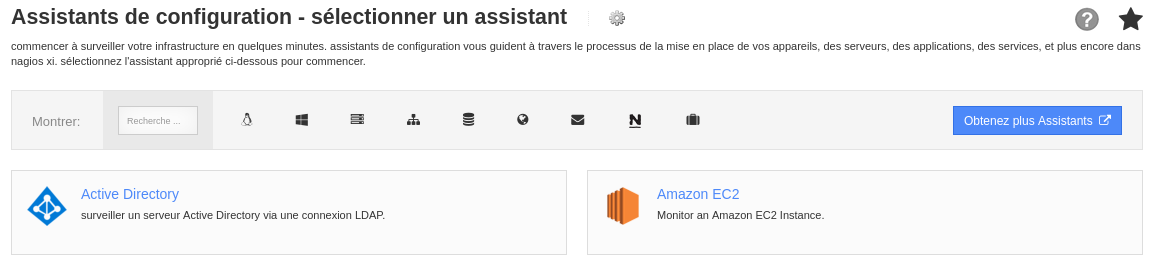 Assistants de configuration - sélectionner un assistant
commencer à surveiller votre infrastructure en quelques minutes. assistants de configuration vous guident à travers le processus de la mise en place de vos appareils, des serveurs, des applications, des services, et plus encore dans
nagios xi. sélectionnez l'assistant approprié ci-dessous pour commencer.
Montrer:
Recherche ...
Obtenez plus Assistants
Active Directory
surveiller un serveur Active Directory via une connexion LDAP.
Amazon EC2
Monitor an Amazon EC2 Instance.